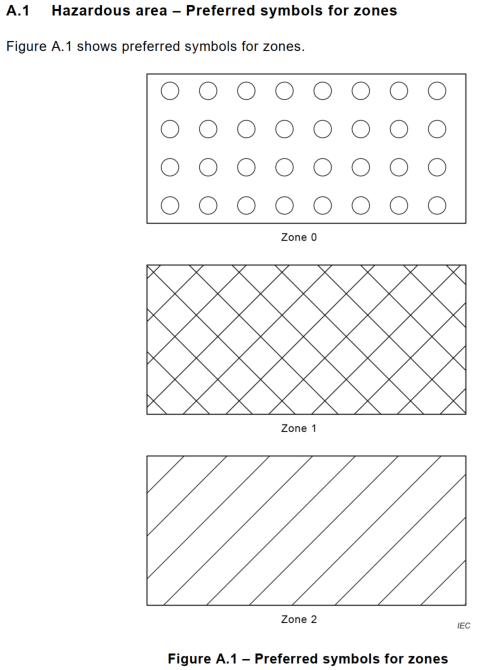 A.1 Hazardous area – Preferred symbols for zones
Figure A.1 shows preferred symbols for zones.
Zone 0
Zone 1
Zone 2
IEC
Figure A.1 – Preferred symbols for zones